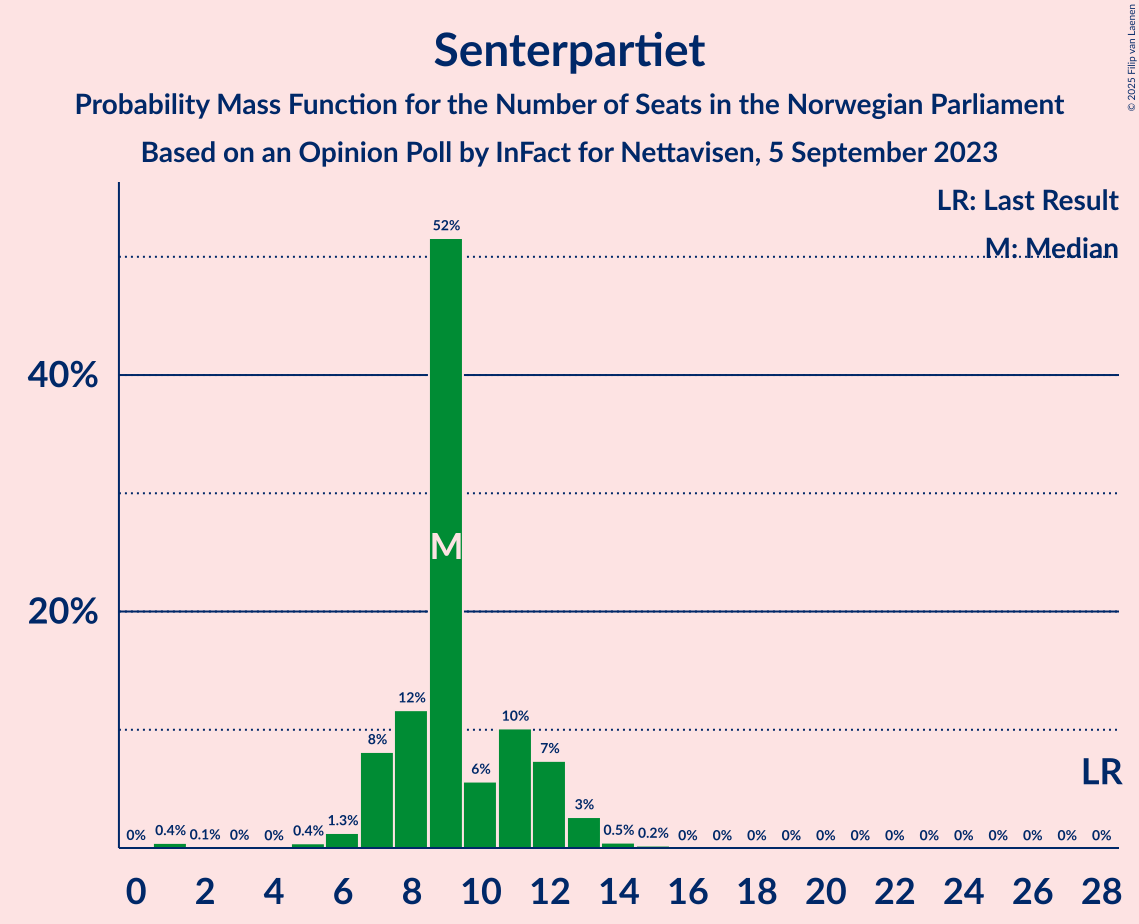 Senterpartiet
Probability Mass Function for the Number of Seats in the Norwegian Parliament
Based on an Opinion Poll by InFact for Nettavisen, 5 September 2023
© 2025 Filip van Laenen
LR: Last Result
M: Median
40%
20%
0% 0.4% 0.1% 0% 0% 0.4% 1.3% 8% 12% 52% 6% 10% 7% 3% 0.5% 0.2% 0% 0% 0% 0% 0% 0% 0% 0% 0% 0% 0% 0% 0%
M
LR
0 2 4 6 8 10 12 14 16 18 20 22 24 26 28